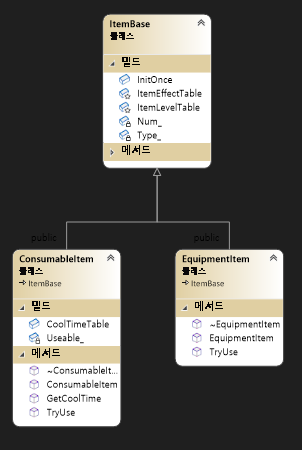 ItemBase
클래스
필드
InitOnce
ItemEffectTable
ItemLevelTable
Num_
Type_
메서드
public
public
ConsumableItem
클래스
ItemBase
필드
CoolTimeTable
Useable_
메서드
~ConsumableIt...
ConsumableItem
GetCoolTime
TryUse
EquipmentItem
클래스
ItemBase
메서드
~EquipmentItem
EquipmentItem
TryUse